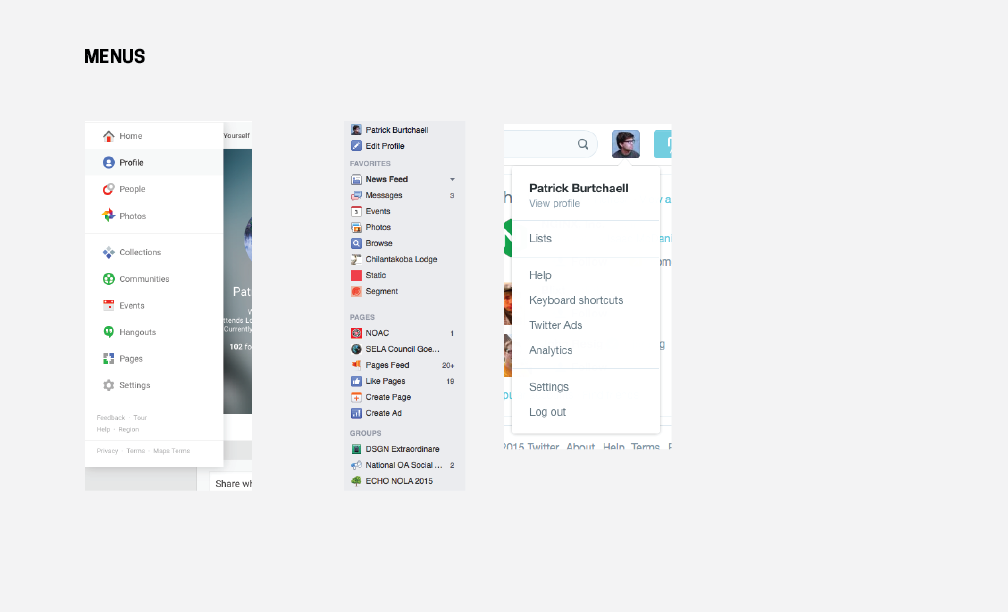 MENUS
Home
Profile
People
Photos
Collections
Communities
Events
Hangouts
Pages
Settings
Feedback · Tour
Help · Region
Privacy · Terms · Maps Terms
Yourself
Pat
W
ttends Lo
Currently
102 fo
Share wh
Patrick Burtchaell
Edit Profile
FAVORITES
News Feed
Messages 3
Events
Photos
Browse
Chilantakoba Lodge
Static
Segment
PAGES
NOAC 1
SELA Council Goe...
Pages Feed 20+
Like Pages 19
Create Page
Create Ad
GROUPS
DSGN Extraordinare
National OA Social ... 2
ECHO NOLA 2015
Patrick Burtchaell
View profile
Lists
Help
Keyboard shortcuts
Twitter Ads
Analytics
Settings
Log out
2015 Twitter About Help Terms